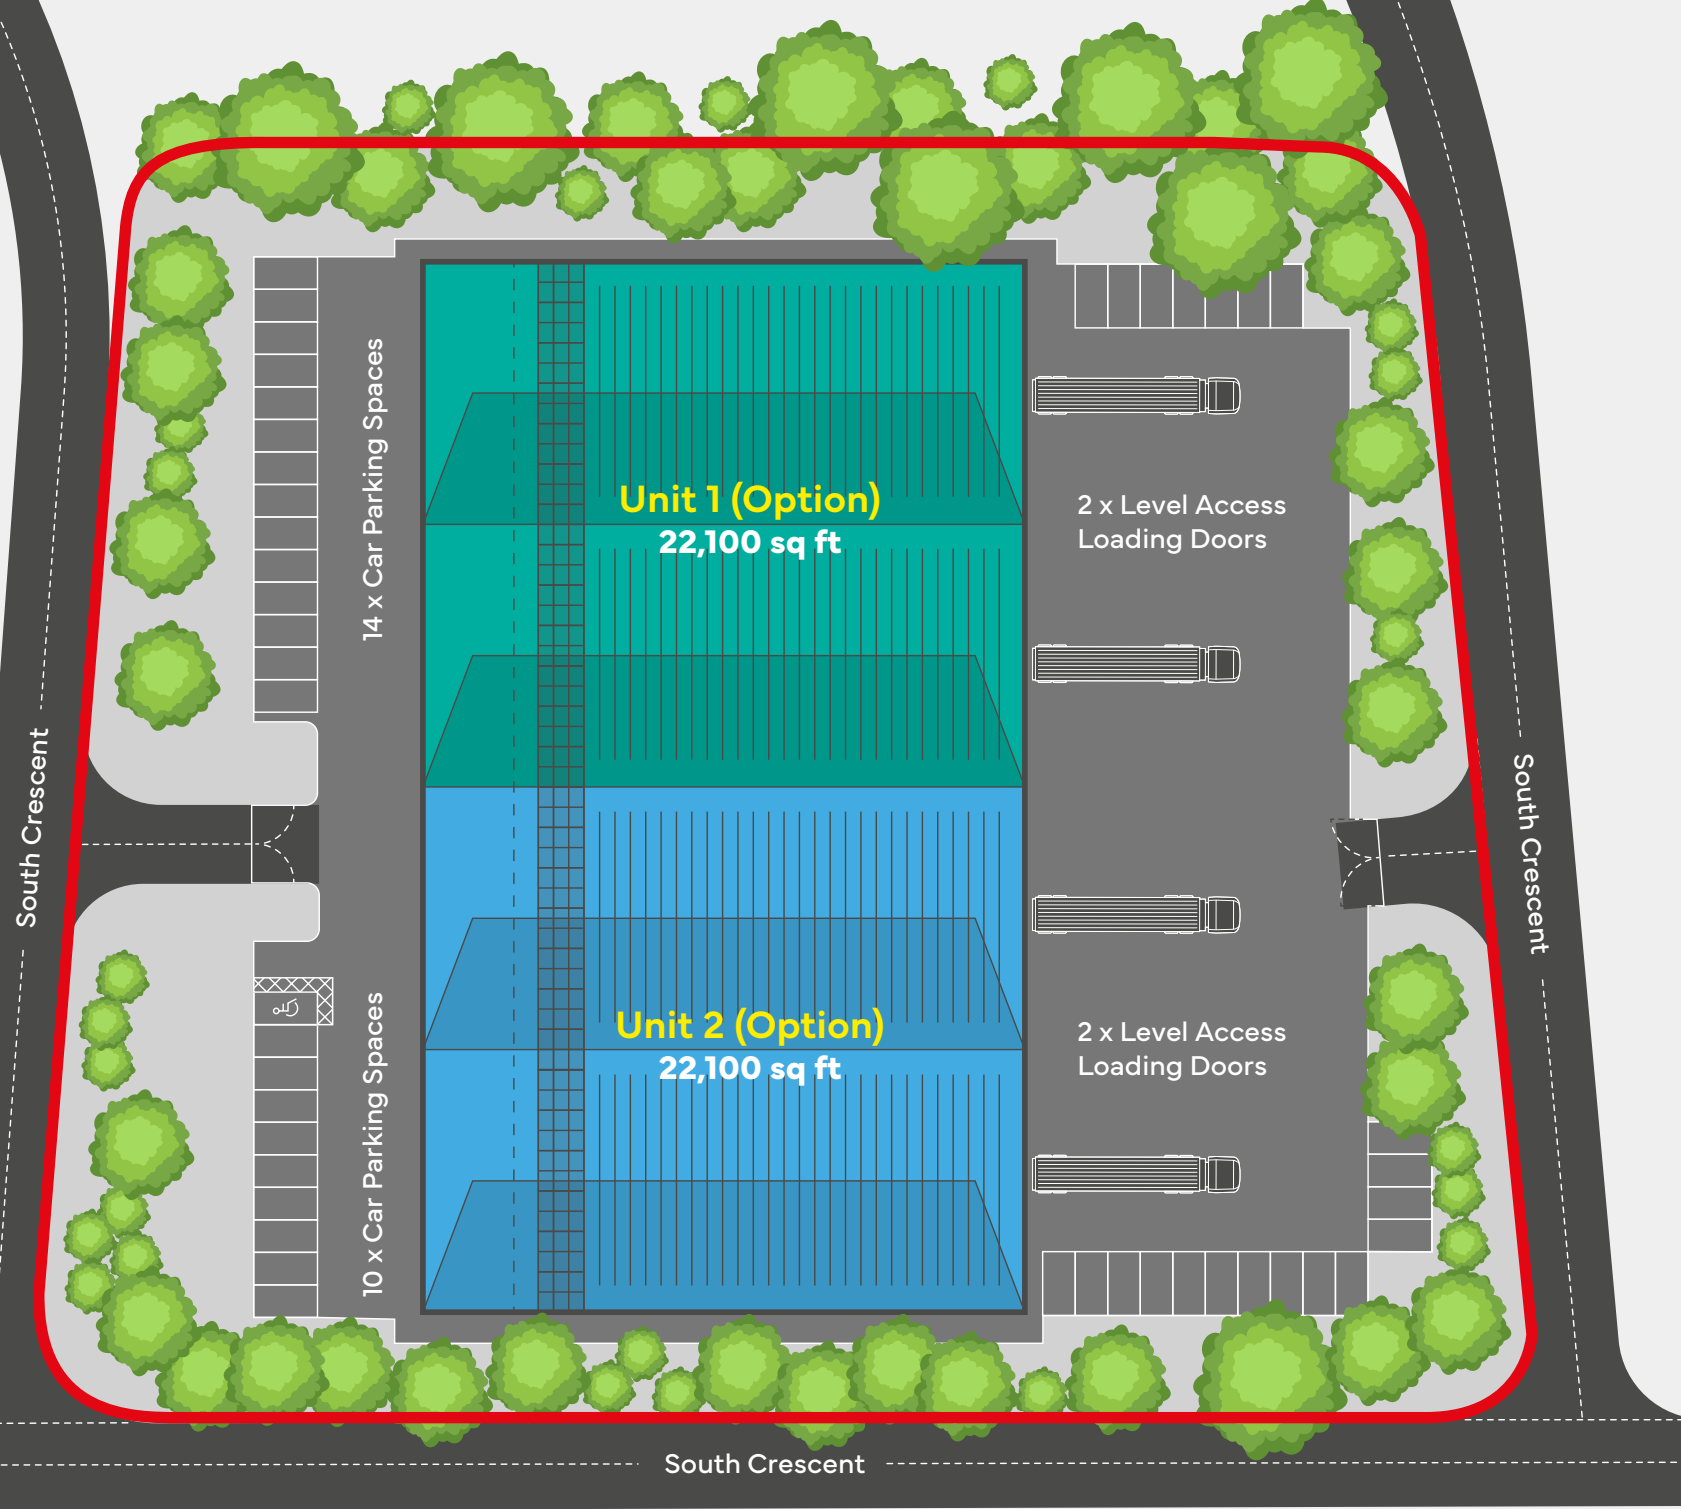 14 x Car Parking Spaces
Unit 1 (Option)
22,100 sq ft
2 x Level Access
Loading Doors
South Crescent
South Crescent
10 x Car Parking Spaces
Unit 2 (Option)
22,100 sq ft
2 x Level Access
Loading Doors
South Crescent